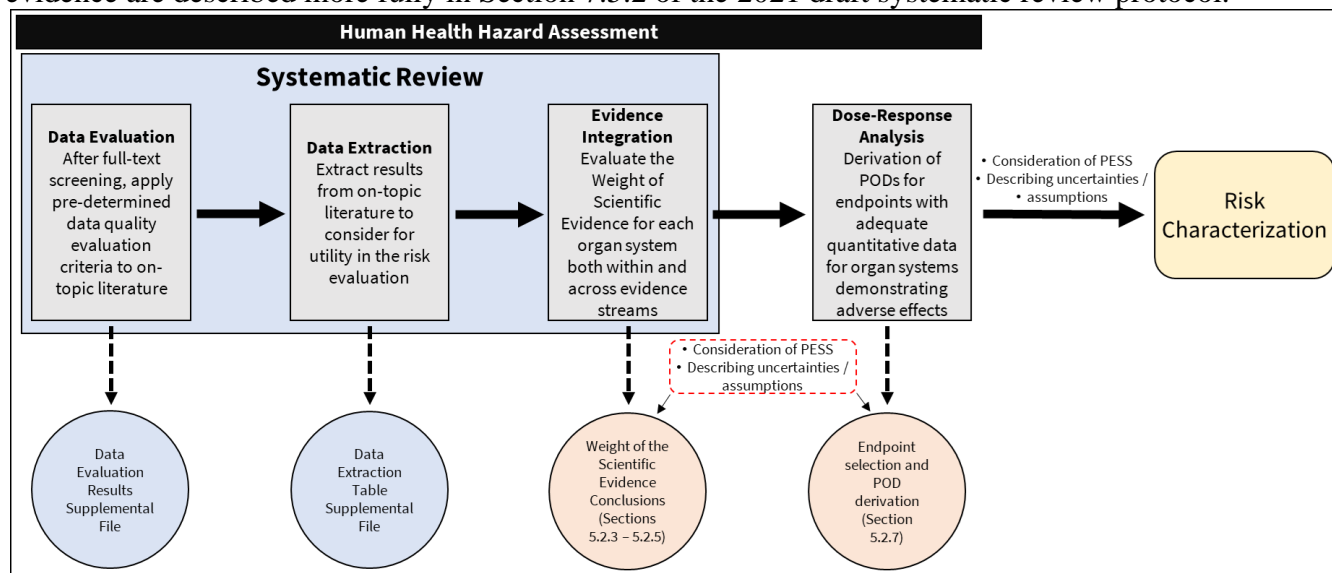 evidence are described more fully in Section 7.3.2 of the 2021 draft systematic review protocol.
Human Health Hazard Assessment
Systematic Review
Data Evaluation
After full-text
screening, apply
pre-determined
data quality
evaluation
criteria to on-
topic literature
Data Extraction
Extract results
from on-topic
literature to
consider for
utility in the risk
evaluation
Evidence
Integration
Evaluate the
Weight of
Scientific
Evidence for each
organ system
both within and
across evidence
streams
Dose-Response
Analysis
Derivation of
PODs for
endpoints with
adequate
quantitative data
for organ systems
demonstrating
adverse effects
• Consideration of PESS
• Describing uncertainties /
• assumptions
Risk
Characterization
• Consideration of PESS
• Describing uncertainties /
assumptions
Data
Evaluation
Results
Supplemental
File
Data
Extraction
Table
Supplemental
File
Weight of the
Scientific
Evidence
Conclusions
(Sections
5.2.3 – 5.2.5)
Endpoint
selection and
POD
derivation
(Section
5.2.7)